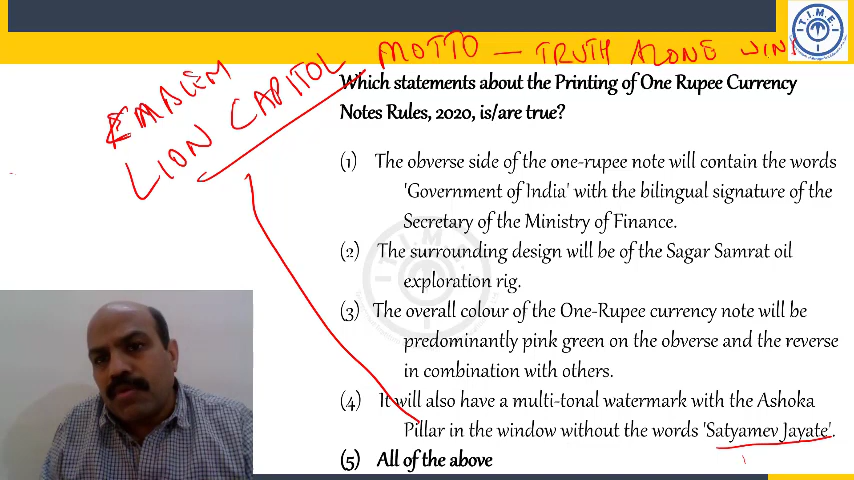 T.I.M.E.
MOTTO — TRUTH ALONE WINS
EMBLEM
LION CAPITOL
Which statements about the Printing of One Rupee Currency
Notes Rules, 2020, is/are true?
(1) The obverse side of the one-rupee note will contain the words
'Government of India' with the bilingual signature of the
Secretary of the Ministry of Finance.
(2) The surrounding design will be of the Sagar Samrat oil
exploration rig.
(3) The overall colour of the One-Rupee currency note will be
predominantly pink green on the obverse and the reverse
in combination with others.
(4) It will also have a multi-tonal watermark with the Ashoka
Pillar in the window without the words 'Satyamev Jayate'.
(5) All of the above